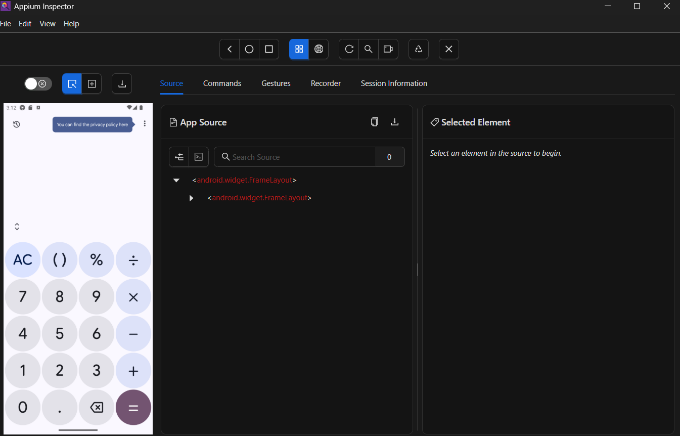 Appium Inspector
File Edit View Help
Source Commands Gestures Recorder Session Information
3:12
You can find the privacy policy here
App Source
Selected Element
Search Source 0
Select an element in the source to begin.
<android.widget.FrameLayout>
<android.widget.FrameLayout>
AC ( ) % ÷
7 8 9 ×
4 5 6 −
1 2 3 +
0 . =